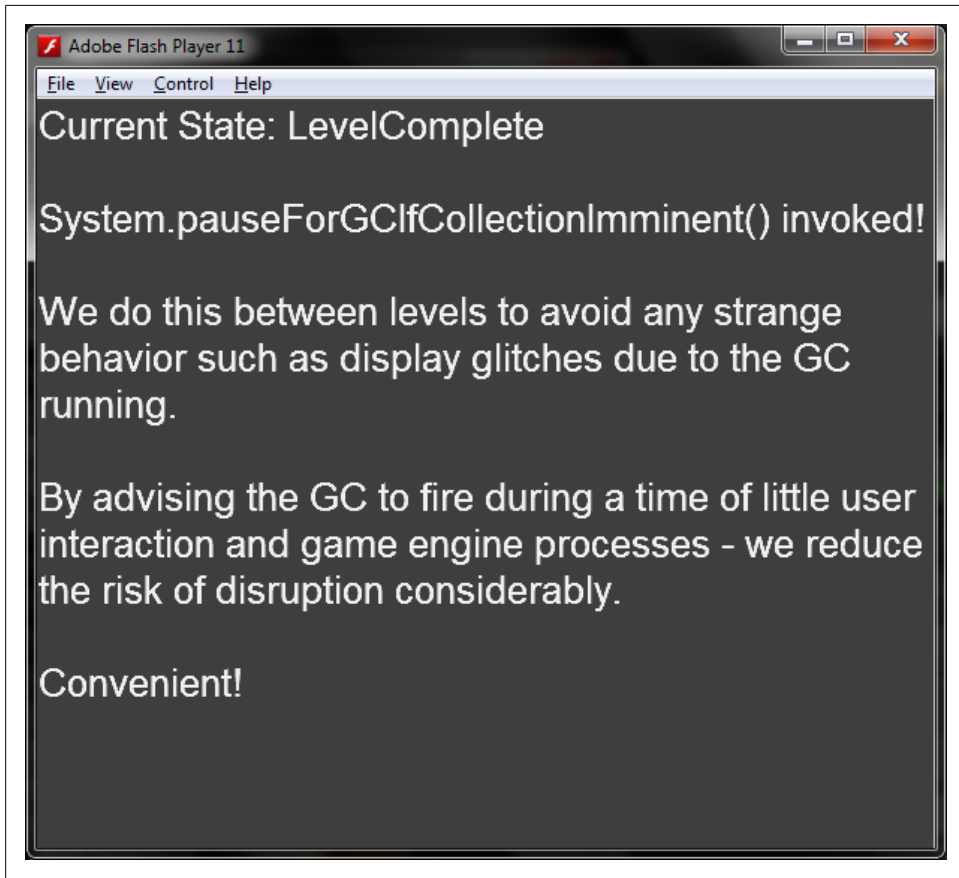 Adobe Flash Player 11
File View Control Help
Current State: LevelComplete
System.pauseForGCIfCollectionImminent() invoked!
We do this between levels to avoid any strange
behavior such as display glitches due to the GC
running.
By advising the GC to fire during a time of little user
interaction and game engine processes - we reduce
the risk of disruption considerably.
Convenient!